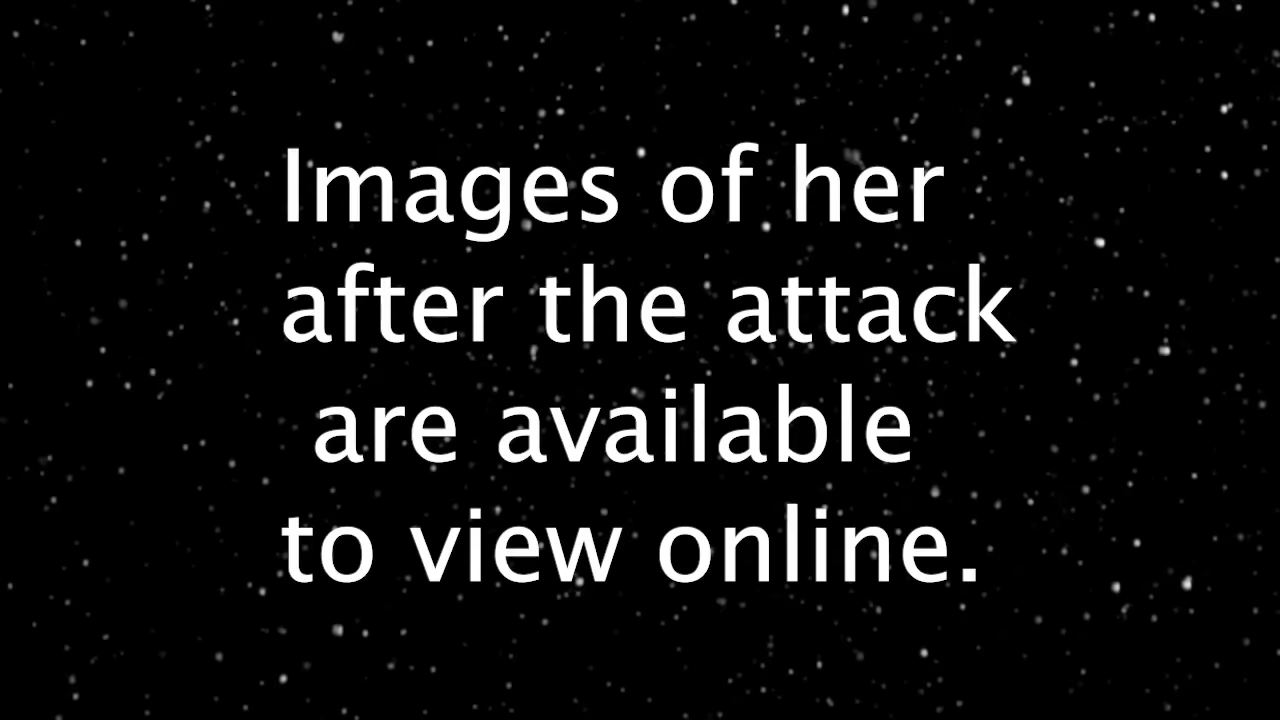 Images of her
after the attack
are available
to view online.